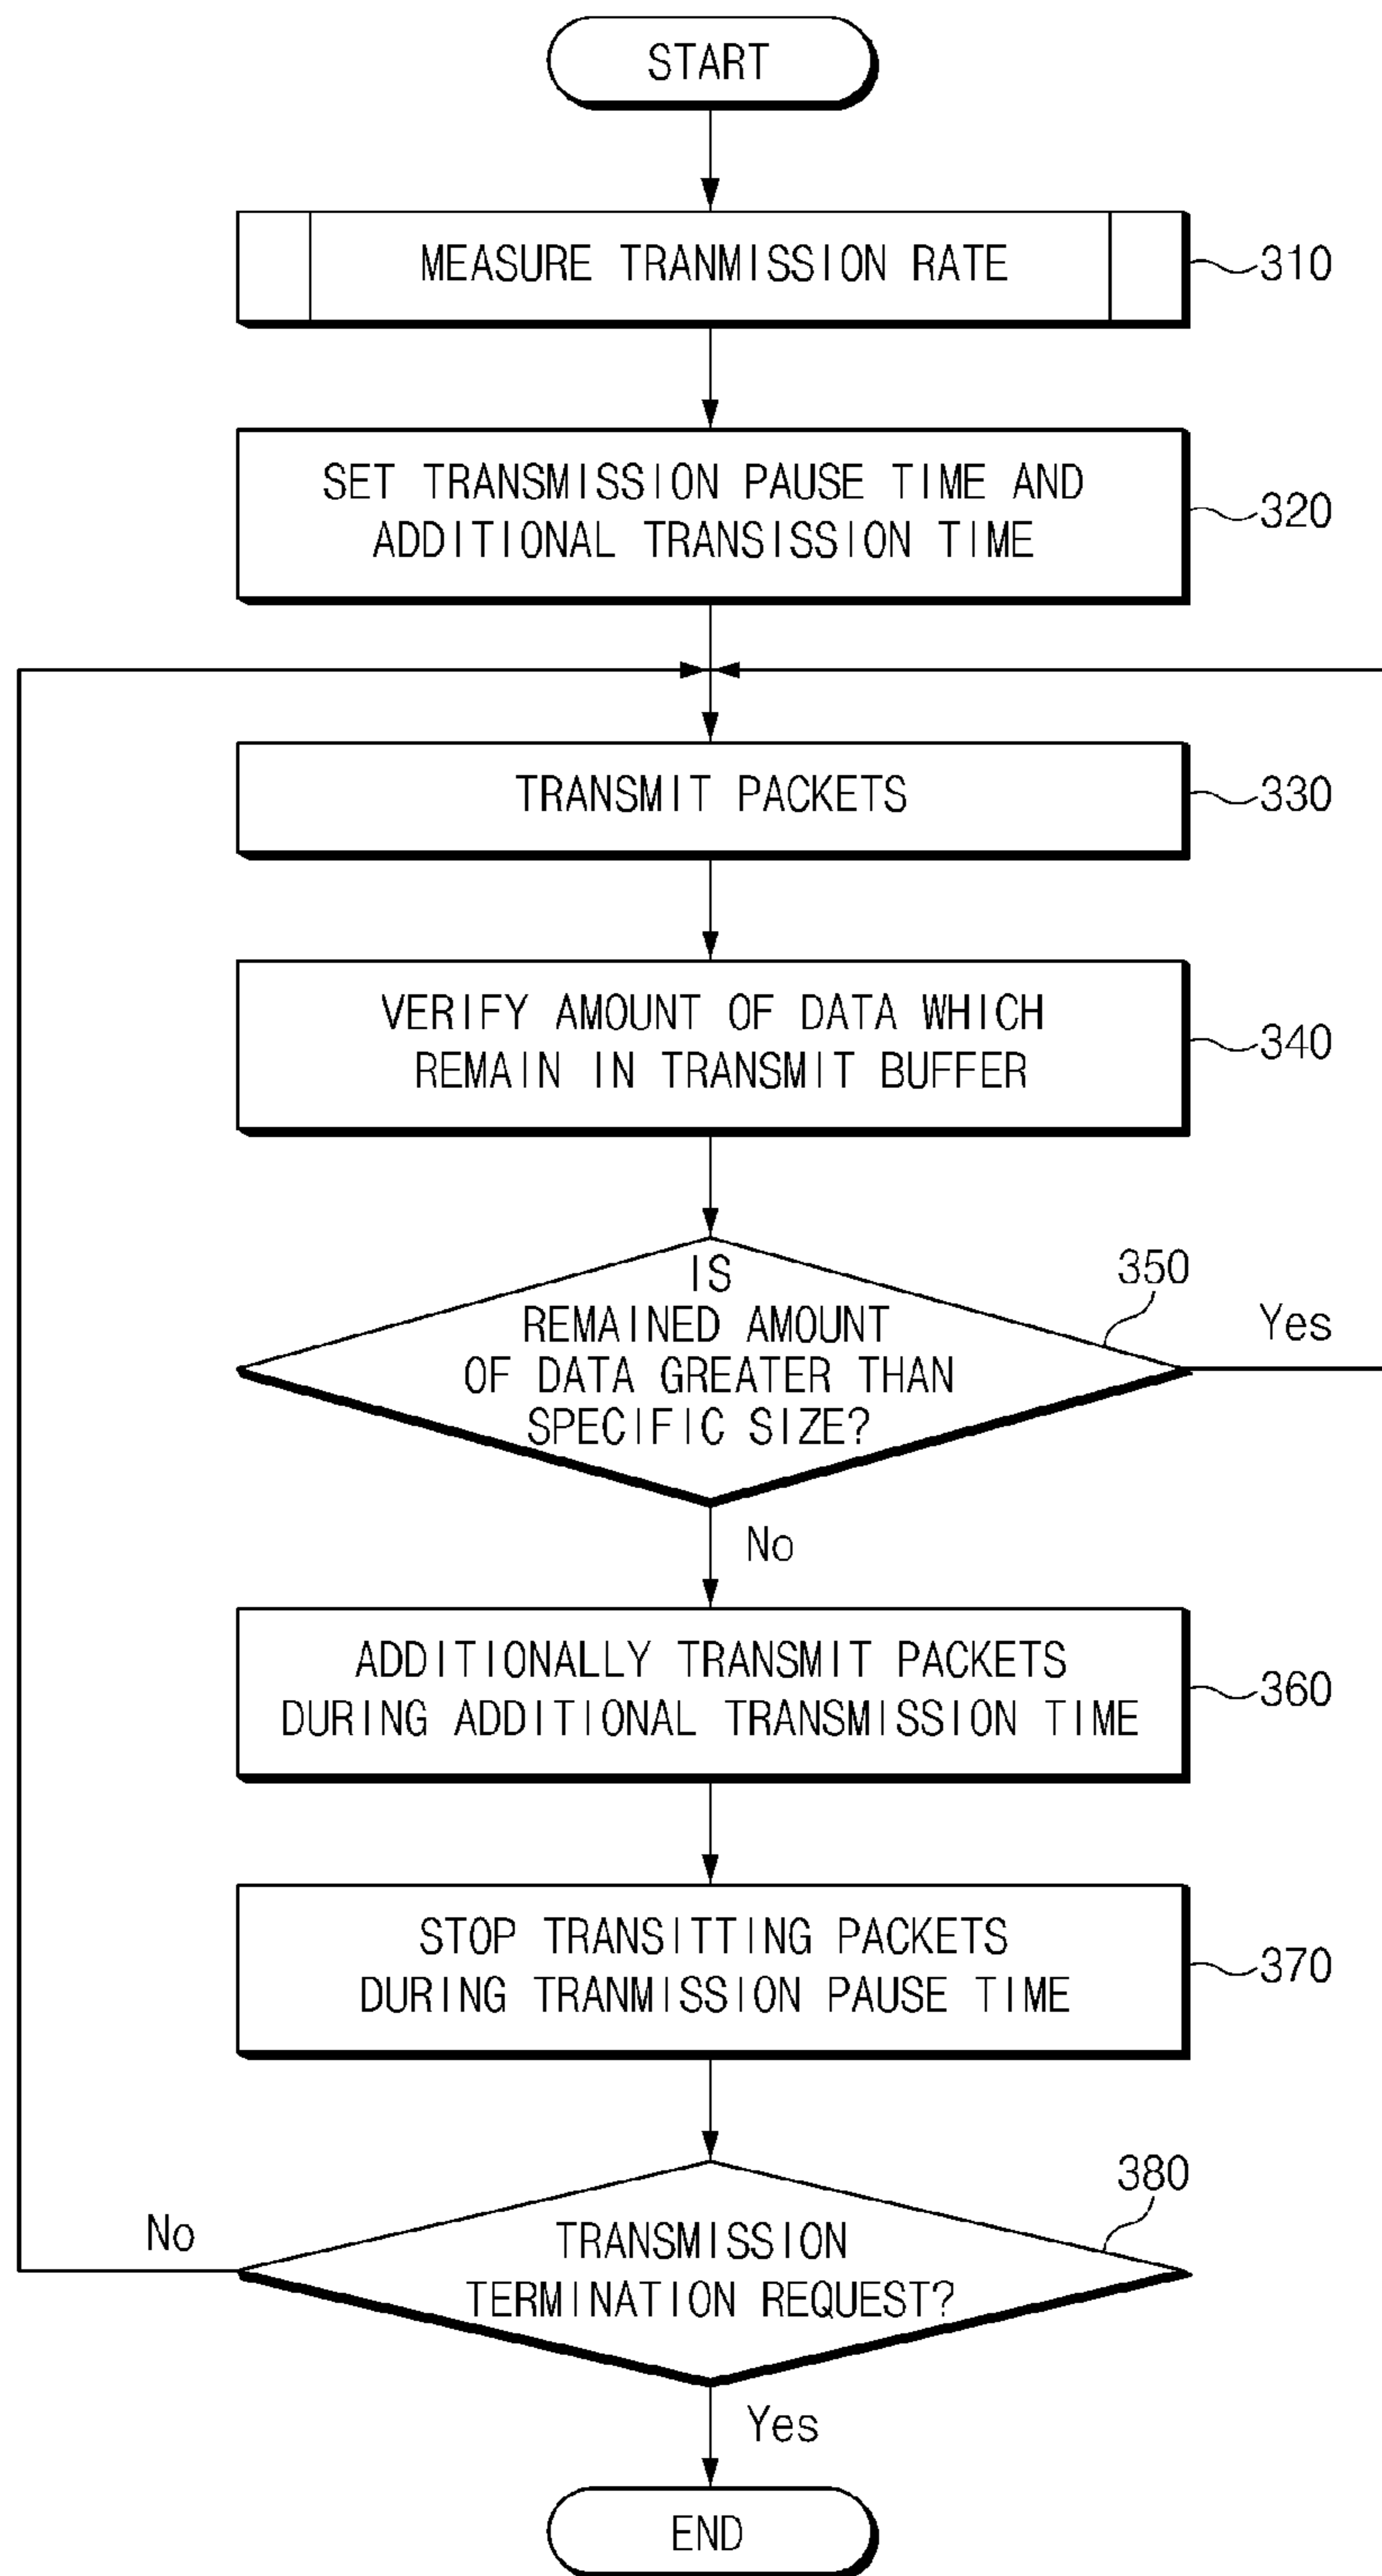 START
MEASURE TRANMISSION RATE
310
SET TRANSMISSION PAUSE TIME AND
ADDITIONAL TRANSISSION TIME
320
TRANSMIT PACKETS
330
VERIFY AMOUNT OF DATA WHICH
REMAIN IN TRANSMIT BUFFER
340
IS
REMAINED AMOUNT
OF DATA GREATER THAN
SPECIFIC SIZE?
350
Yes
No
ADDITIONALLY TRANSMIT PACKETS
DURING ADDITIONAL TRANSMISSION TIME
360
STOP TRANSITTING PACKETS
DURING TRANMISSION PAUSE TIME
370
TRANSMISSION
TERMINATION REQUEST?
380
No
Yes
END